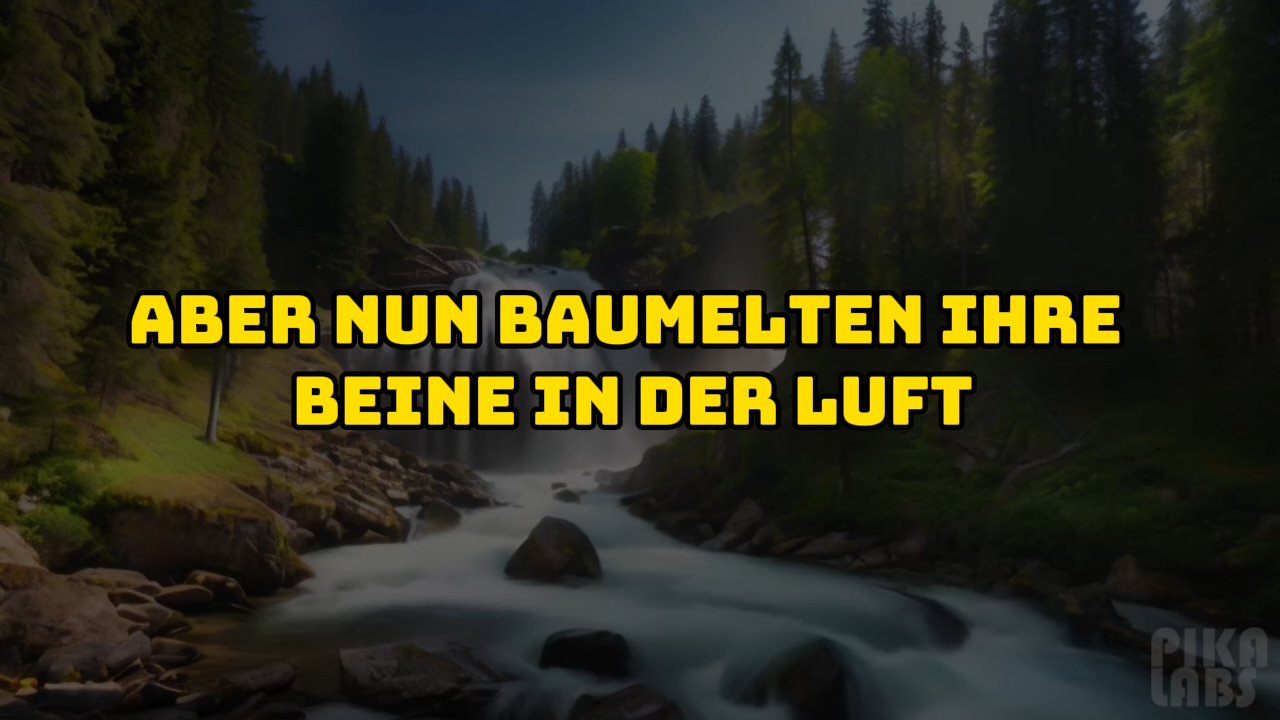 ABER NUN BAUMELTEN IHRE
BEINE IN DER LUFT
PIKA
LABS